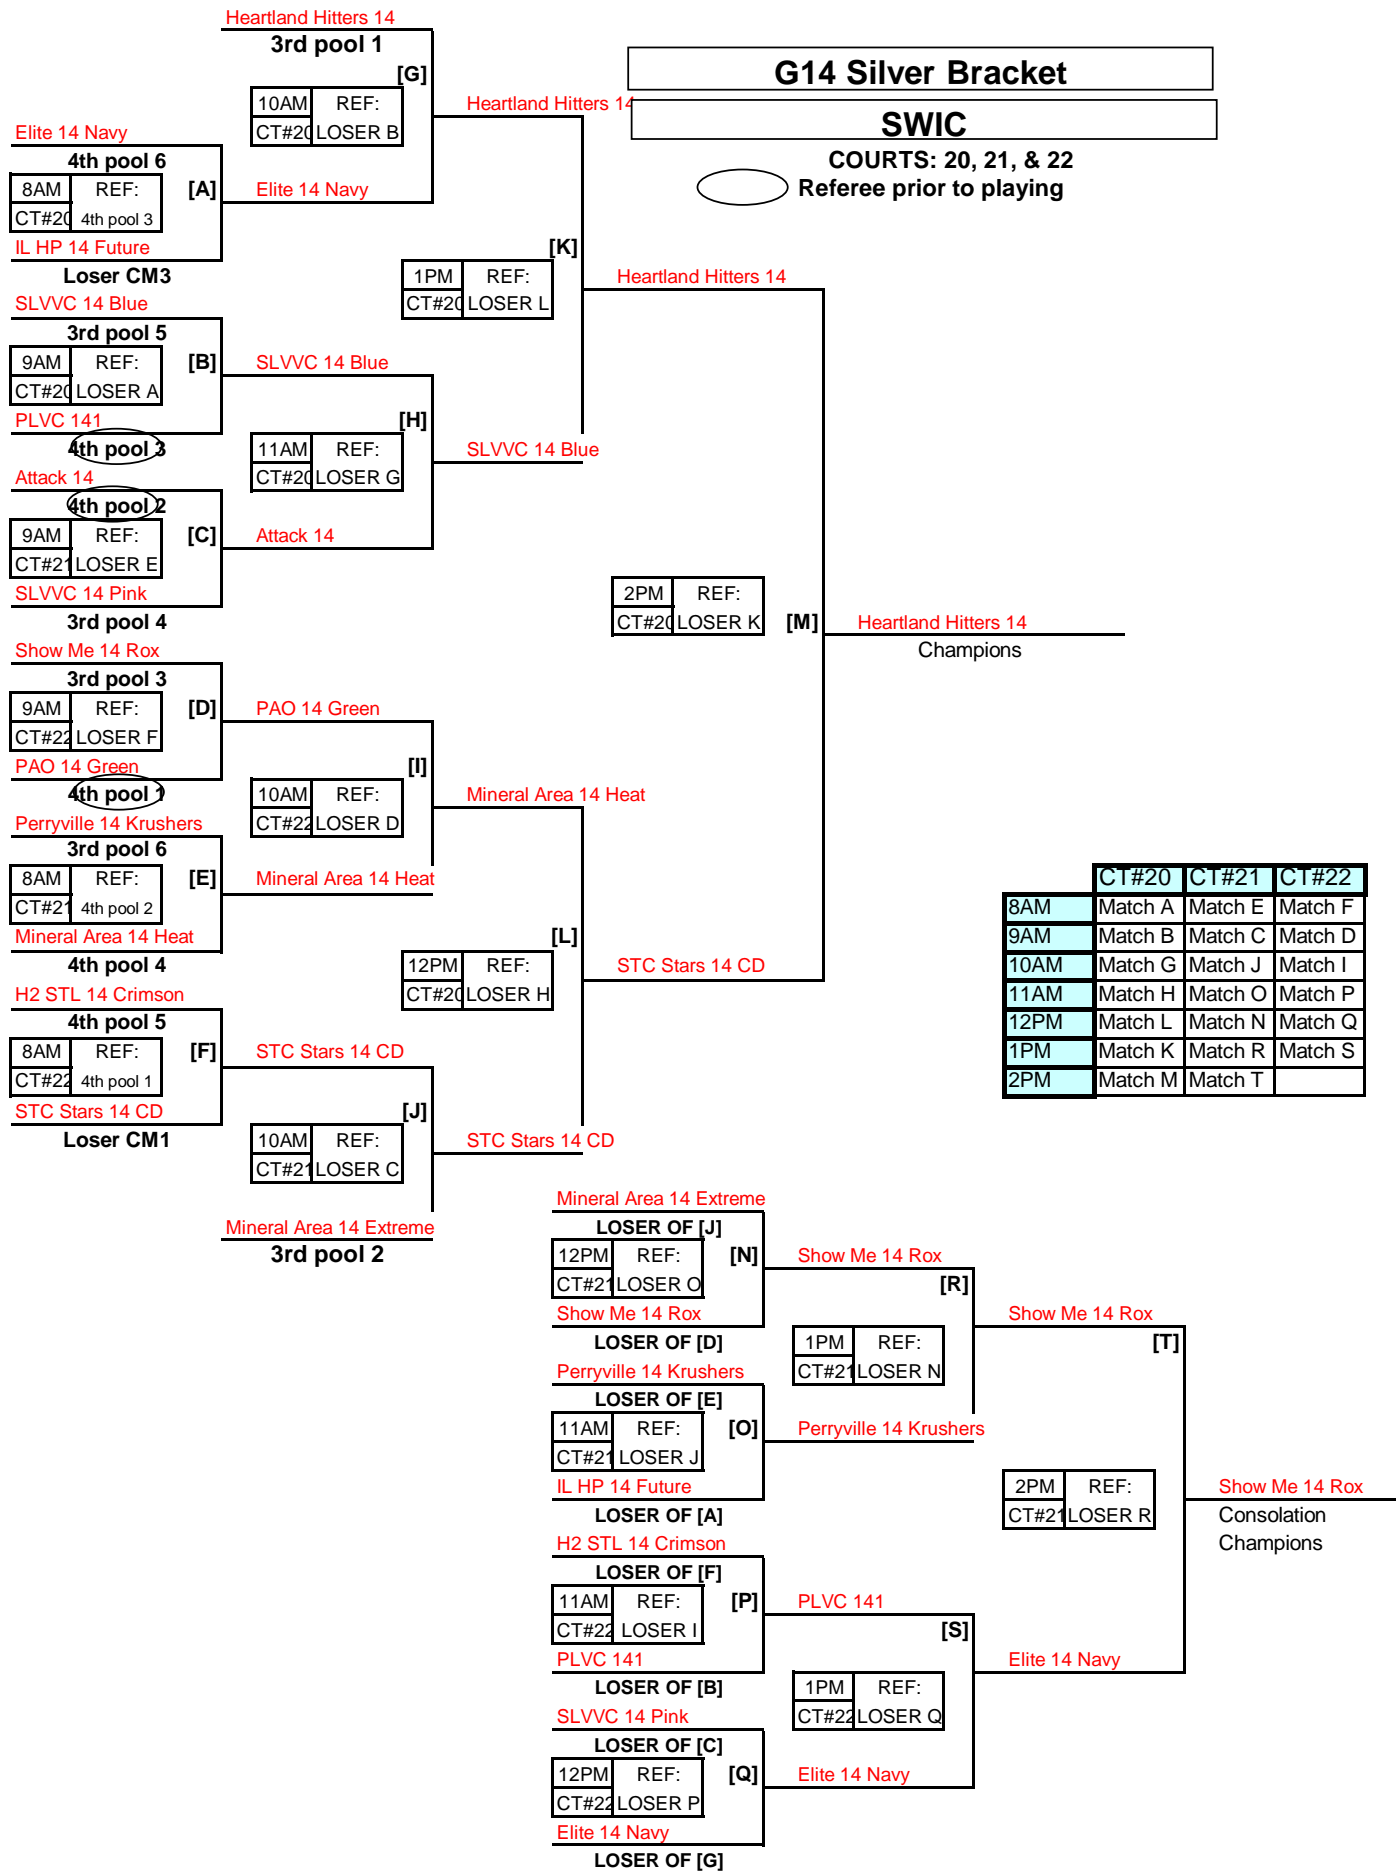 Heartland Hitters 14
3rd pool 1
G14 Silver Bracket
[G]
10AM REF:
CT#20 LOSER B
Heartland Hitters 14
SWIC
Elite 14 Navy
4th pool 6
COURTS: 20, 21, & 22
8AM REF:
[A]
Elite 14 Navy
Referee prior to playing
CT#20 4th pool 3
IL HP 14 Future
[K]
Loser CM3
1PM REF:
Heartland Hitters 14
CT#20 LOSER L
SLVVC 14 Blue
3rd pool 5
9AM REF:
[B]
SLVVC 14 Blue
CT#20 LOSER A
PLVC 141
[H]
4th pool 3
11AM REF:
SLVVC 14 Blue
CT#20 LOSER G
Attack 14
4th pool 2
9AM REF:
[C]
Attack 14
CT#21 LOSER E
SLVVC 14 Pink
3rd pool 4
2PM REF:
CT#20 LOSER K
[M]
Heartland Hitters 14
Champions
Show Me 14 Rox
3rd pool 3
9AM REF:
[D]
PAO 14 Green
CT#22 LOSER F
PAO 14 Green
[I]
4th pool 1
10AM REF:
Mineral Area 14 Heat
CT#22 LOSER D
Perryville 14 Krushers
3rd pool 6
8AM REF:
[E]
Mineral Area 14 Heat
CT#21 4th pool 2
Mineral Area 14 Heat
[L]
4th pool 4
12PM REF:
STC Stars 14 CD
CT#20 LOSER H
H2 STL 14 Crimson
4th pool 5
8AM REF:
[F]
STC Stars 14 CD
CT#22 4th pool 1
STC Stars 14 CD
[J]
Loser CM1
10AM REF:
STC Stars 14 CD
CT#21 LOSER C
Mineral Area 14 Extreme
3rd pool 2
CT#20 CT#21 CT#22
8AM Match A Match E Match F
9AM Match B Match C Match D
10AM Match G Match J Match I
11AM Match H Match O Match P
12PM Match L Match N Match Q
1PM Match K Match R Match S
2PM Match M Match T
Mineral Area 14 Extreme
LOSER OF [J]
12PM REF:
[N]
Show Me 14 Rox
CT#21 LOSER O
[R]
Show Me 14 Rox
LOSER OF [D]
Show Me 14 Rox
1PM REF:
[T]
CT#21 LOSER N
Perryville 14 Krushers
LOSER OF [E]
11AM REF:
[O]
Perryville 14 Krushers
CT#21 LOSER J
IL HP 14 Future
LOSER OF [A]
2PM REF:
Show Me 14 Rox
CT#21 LOSER R
Consolation
Champions
H2 STL 14 Crimson
LOSER OF [F]
11AM REF:
[P]
PLVC 141
CT#22 LOSER I
[S]
PLVC 141
Elite 14 Navy
LOSER OF [B]
1PM REF:
CT#22 LOSER Q
SLVVC 14 Pink
LOSER OF [C]
12PM REF:
[Q]
Elite 14 Navy
CT#22 LOSER P
Elite 14 Navy
LOSER OF [G]